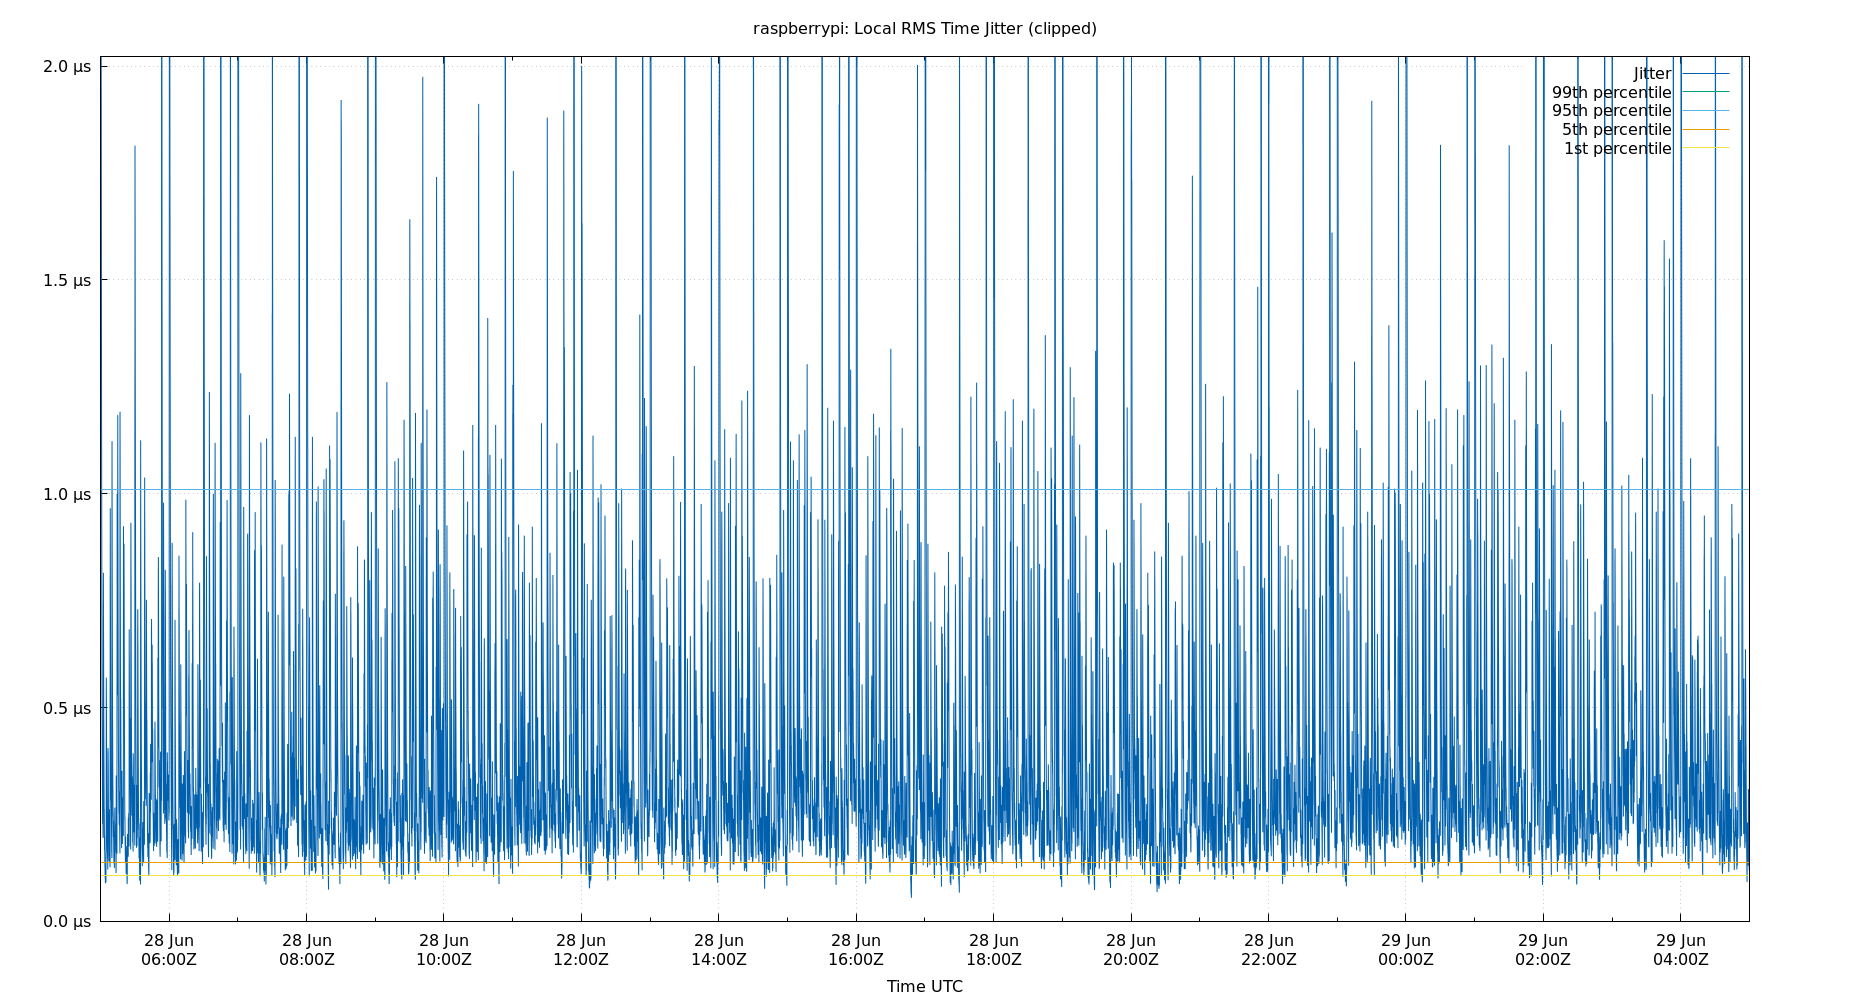 raspberrypi: Local RMS Time Jitter (clipped)
2.0 µs
1.5 µs
1.0 µs
0.5 µs
0.0 µs
Jitter
99th percentile
95th percentile
5th percentile
1st percentile
28 Jun 28 Jun 28 Jun 28 Jun 28 Jun 28 Jun 28 Jun 28 Jun 28 Jun 29 Jun 29 Jun 29 Jun
06:00Z 08:00Z 10:00Z 12:00Z 14:00Z 16:00Z 18:00Z 20:00Z 22:00Z 00:00Z 02:00Z 04:00Z
Time UTC